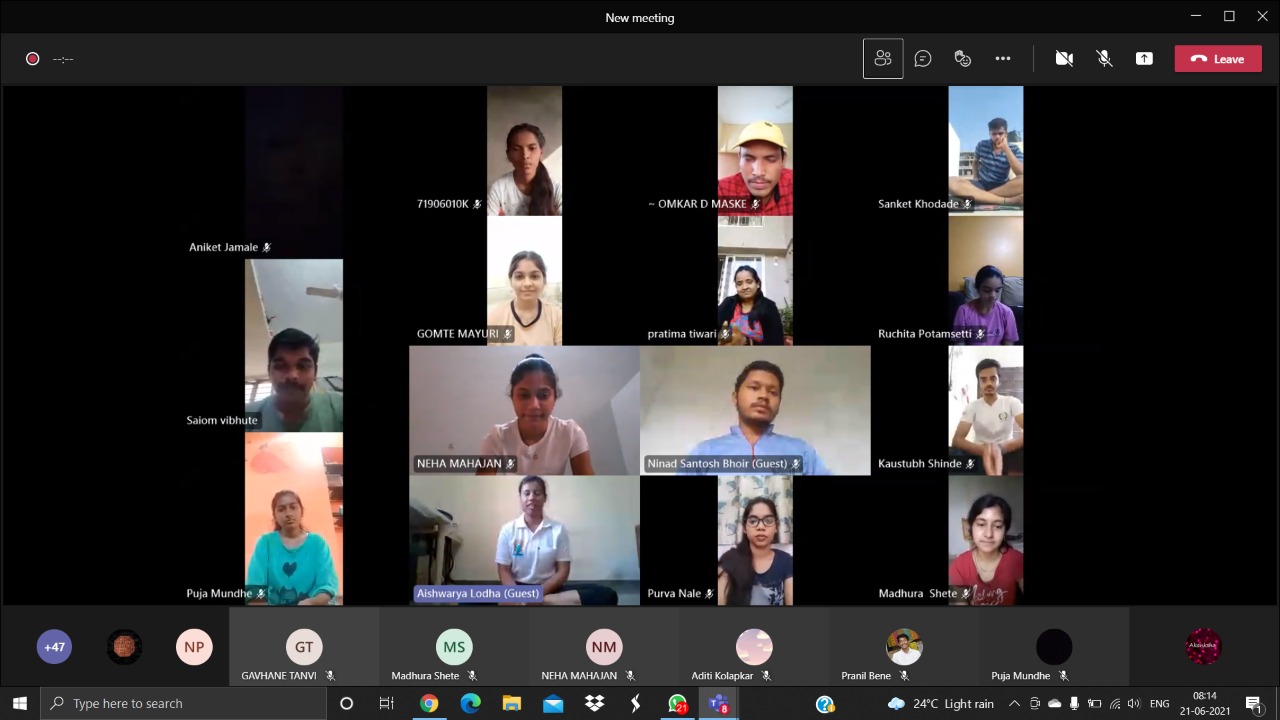 New meeting
--:--
Leave
71906010K
~ OMKAR D MASKE
Sanket Khodade
Aniket Jamale
GOMTE MAYURI
pratima tiwari
Ruchita Potamsetti
Saiom vibhute
NEHA MAHAJAN
Ninad Santosh Bhoir (Guest)
Kaustubh Shinde
Puja Mundhe
Aishwarya Lodha (Guest)
Purva Nale
Madhura Shete
+47
NP
GT
MS
NM
GAVHANE TANVI
Madhura Shete
NEHA MAHAJAN
Aditi Kolapkar
Pranil Bene
Puja Mundhe
Type here to search
21
8
24°C Light rain
ENG
08:14
21-06-2021
1